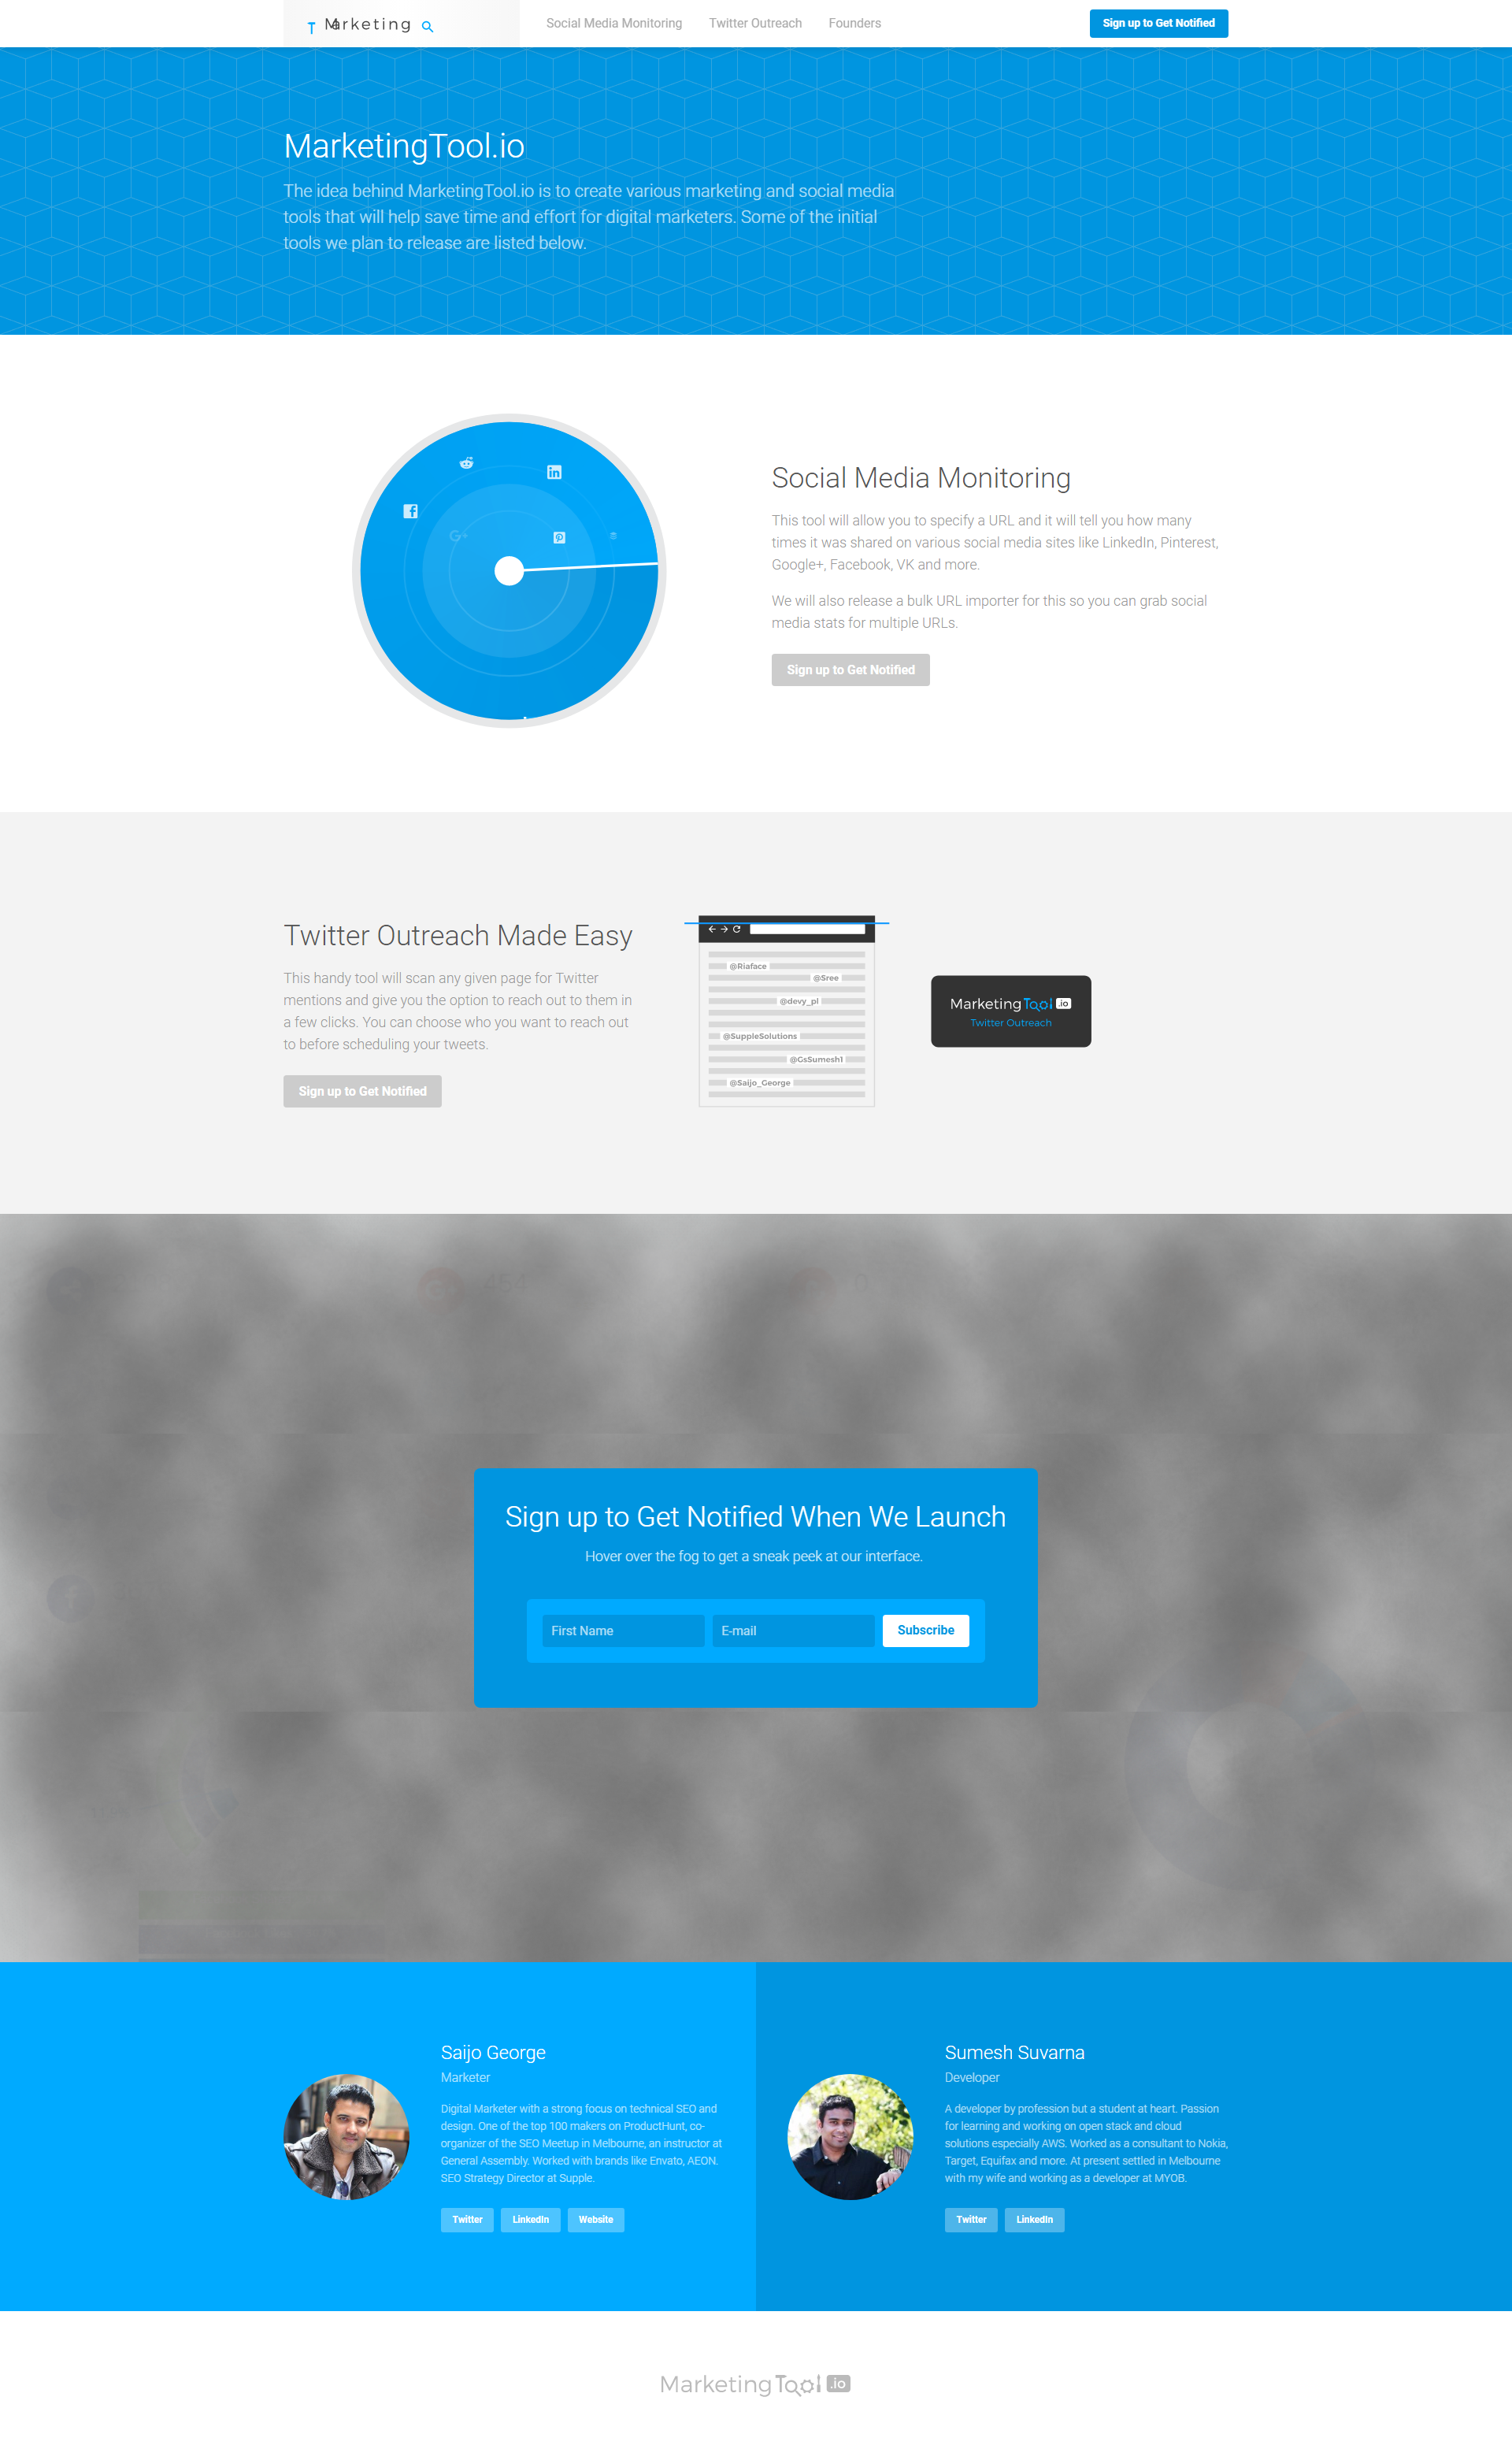 Marketing
Social Media Monitoring
Twitter Outreach
Founders
Sign up to Get Notified
MarketingTool.io
The idea behind MarketingTool.io is to create various marketing and social media
tools that will help save time and effort for digital marketers. Some of the initial
tools we plan to release are listed below.
Social Media Monitoring
This tool will allow you to specify a URL and it will tell you how many
times it was shared on various social media sites like LinkedIn, Pinterest,
Google+, Facebook, VK and more.
We will also release a bulk URL importer for this so you can grab social
media stats for multiple URLs.
Sign up to Get Notified
Twitter Outreach Made Easy
This handy tool will scan any given page for Twitter
mentions and give you the option to reach out to them in
a few clicks. You can choose who you want to reach out
to before scheduling your tweets.
Sign up to Get Notified
@Riaface
@Sree
@devy_pl
@SuppleSolutions
@GsSumesh1
@Saijo_George
MarketingTool.io
Twitter Outreach
Sign up to Get Notified When We Launch
Hover over the fog to get a sneak peek at our interface.
First Name
E-mail
Subscribe
Saijo George
Marketer
Digital Marketer with a strong focus on technical SEO and
design. One of the top 100 makers on ProductHunt, co-
organizer of the SEO Meetup in Melbourne, an instructor at
General Assembly. Worked with brands like Envato, AEON.
SEO Strategy Director at Supple.
Twitter
LinkedIn
Website
Sumesh Suvarna
Developer
A developer by profession but a student at heart. Passion
for learning and working on open stack and cloud
solutions especially AWS. Worked as a consultant to Nokia,
Target, Equifax and more. At present settled in Melbourne
with my wife and working as a developer at MYOB.
Twitter
LinkedIn
MarketingTool.io